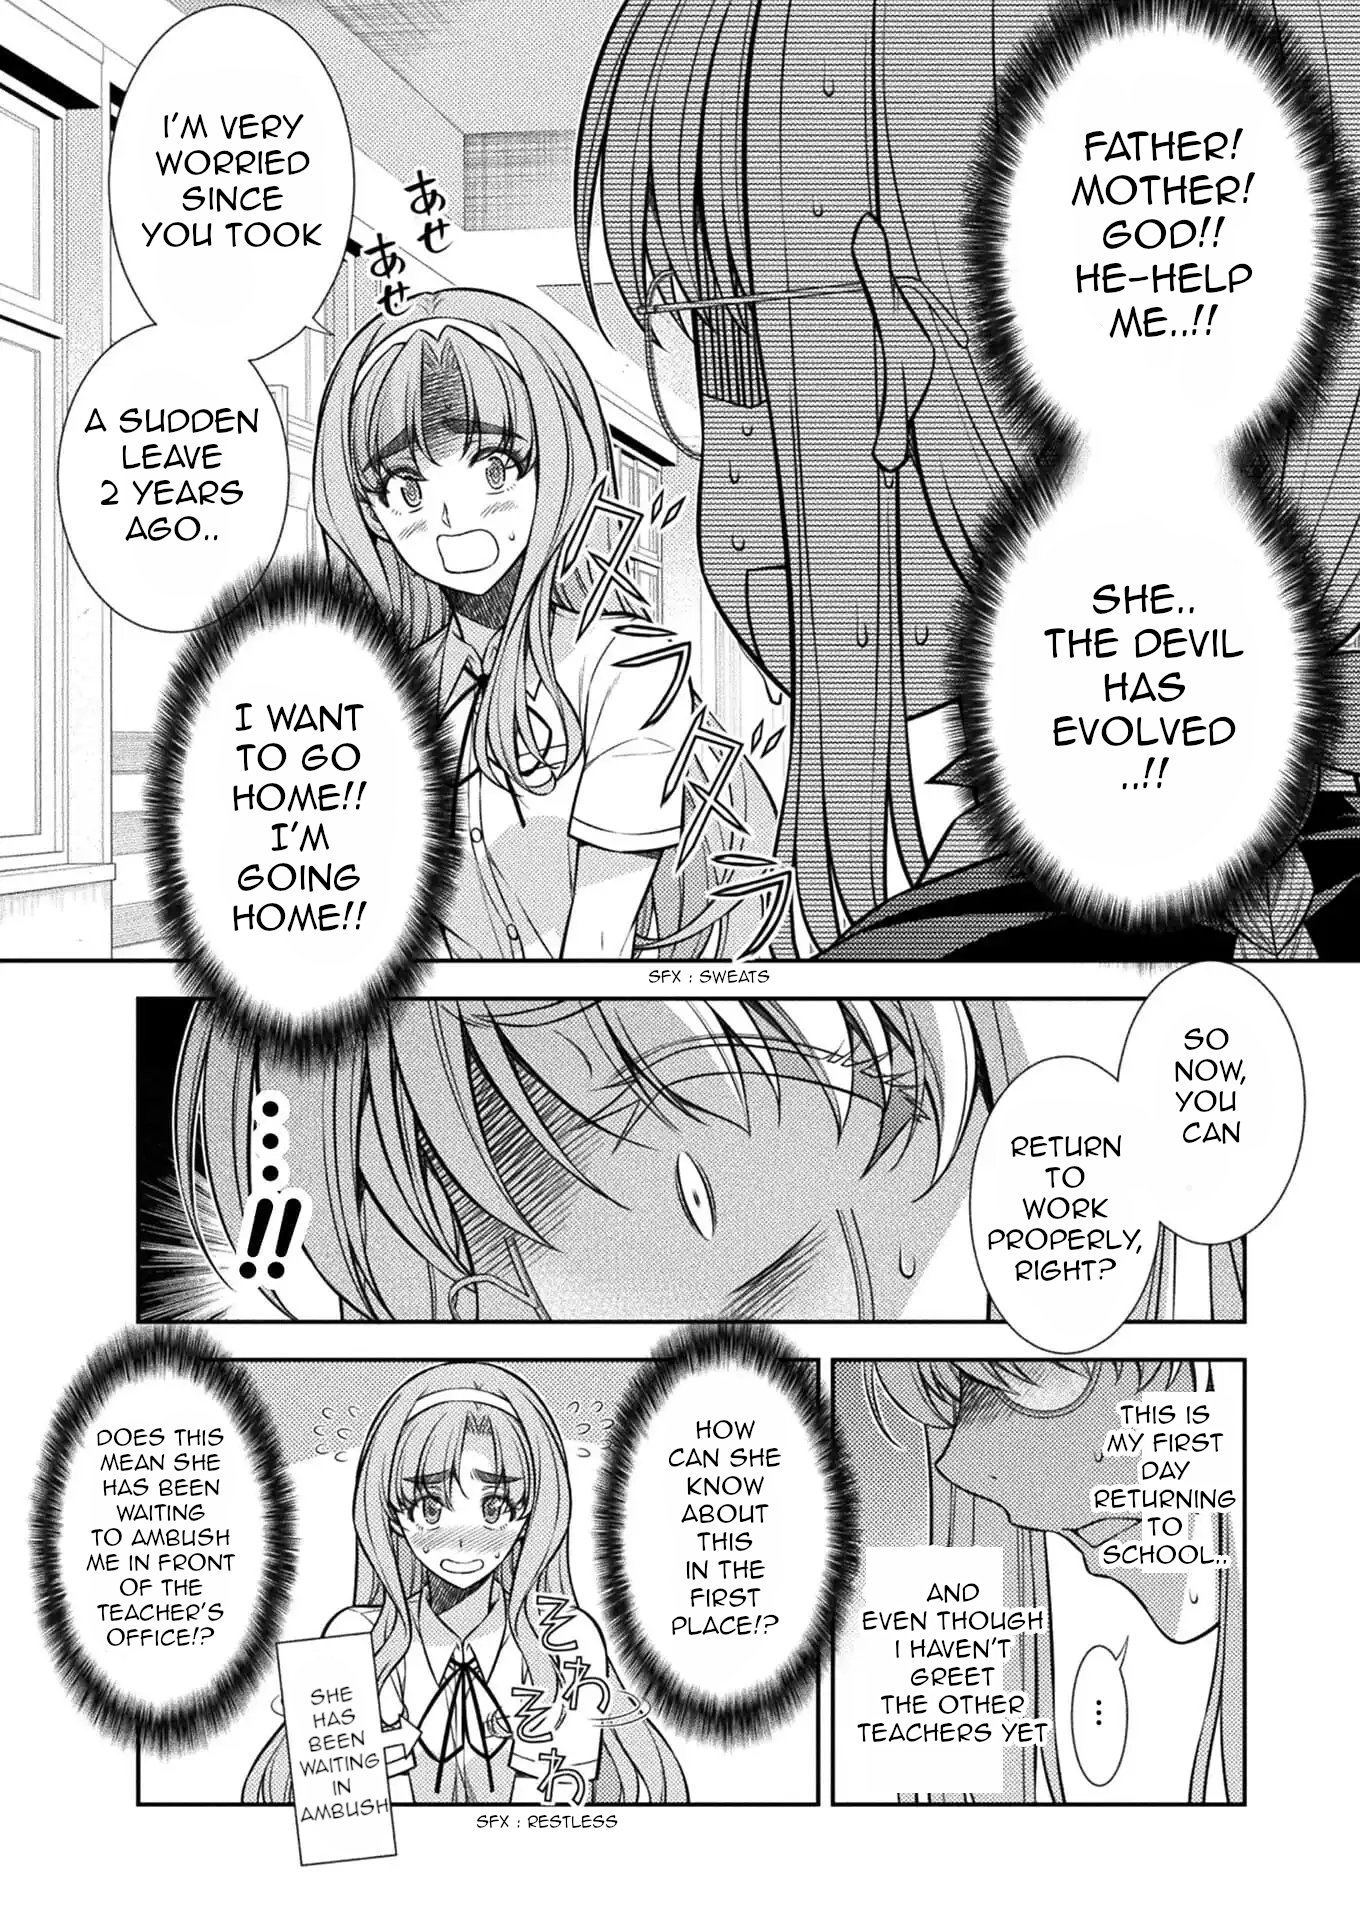 FATHER!
MOTHER!
GOD!!
HE-HELP
ME..!!
SHE..
THE DEVIL
HAS
EVOLVED
..!!
I'M VERY
WORRIED
SINCE
YOU TOOK
A SUDDEN
LEAVE
2 YEARS
AGO..
あせ
あせ
グス
グス
I WANT
TO GO
HOME!!
I'M
GOING
HOME!!
SFX : SWEATS
SO
NOW,
YOU
CAN
RETURN
TO
WORK
PROPERLY,
RIGHT?
...!!
THIS IS
MY FIRST
DAY
RETURNING
TO
SCHOOL..
AND
EVEN THOUGH
I HAVEN'T
GREET
THE OTHER
TEACHERS YET
...
HOW
CAN SHE
KNOW
ABOUT
THIS
IN THE
FIRST
PLACE!?
DOES THIS
MEAN SHE
HAS BEEN
WAITING
TO AMBUSH
ME IN FRONT
OF THE
TEACHER'S
OFFICE!?
そわ
そわ
SHE
HAS
BEEN
WAITING
IN
AMBUSH
SFX : RESTLESS